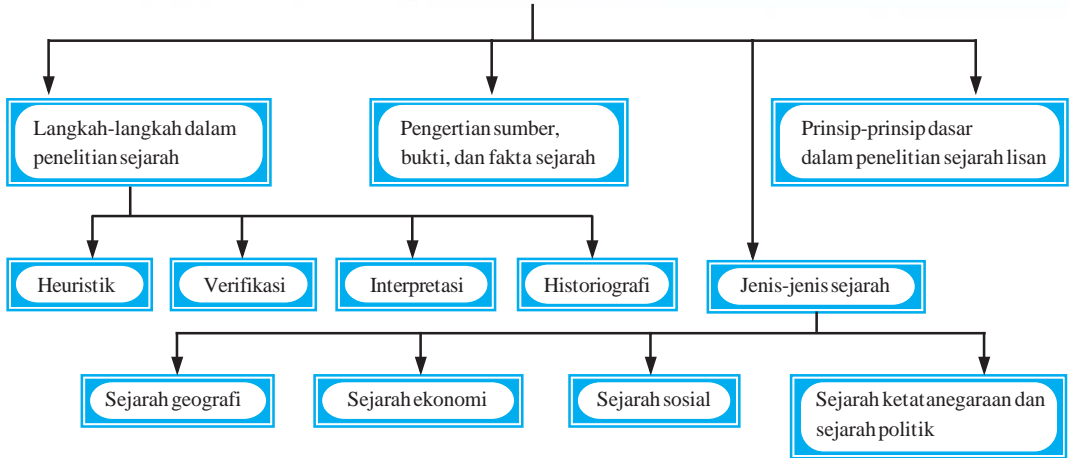 Langkah-langkah dalam
penelitian sejarah
Pengertian sumber,
bukti, dan fakta sejarah
Prinsip-prinsip dasar
dalam penelitian sejarah lisan
Heuristik
Verifikasi
Interpretasi
Historiografi
Jenis-jenis sejarah
Sejarah geografi
Sejarah ekonomi
Sejarah sosial
Sejarah ketatanegaraan dan
sejarah politik